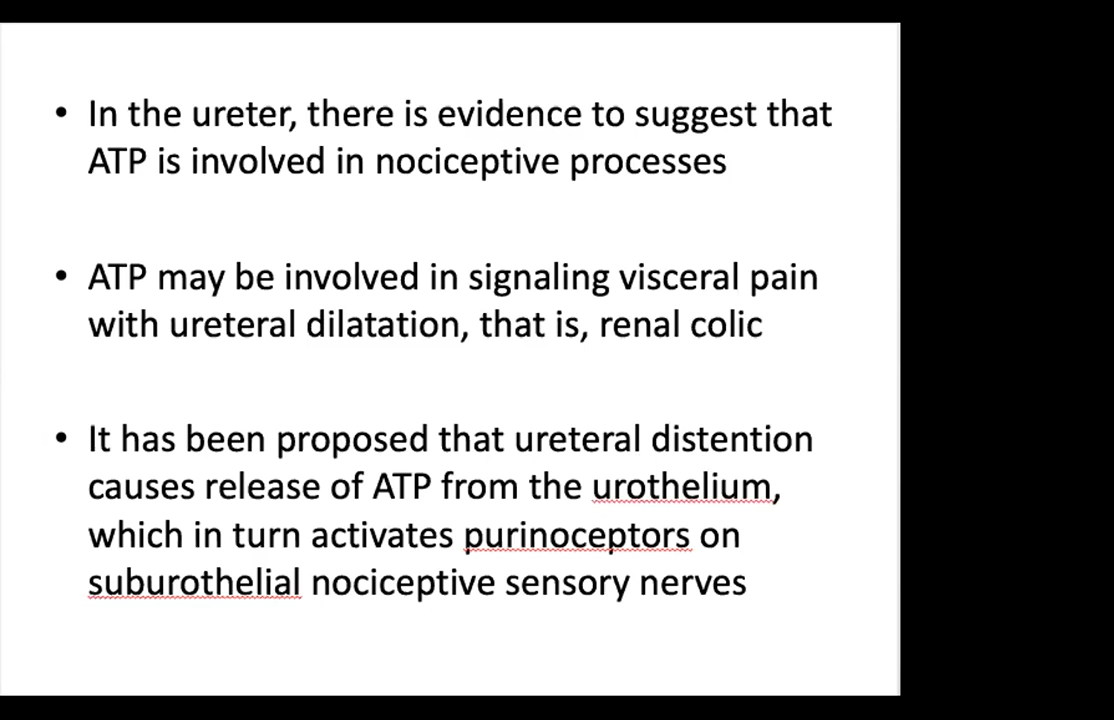 • In the ureter, there is evidence to suggest that
ATP is involved in nociceptive processes
• ATP may be involved in signaling visceral pain
with ureteral dilatation, that is, renal colic
• It has been proposed that ureteral distention
causes release of ATP from the urothelium,
which in turn activates purinoceptors on
suburothelial nociceptive sensory nerves